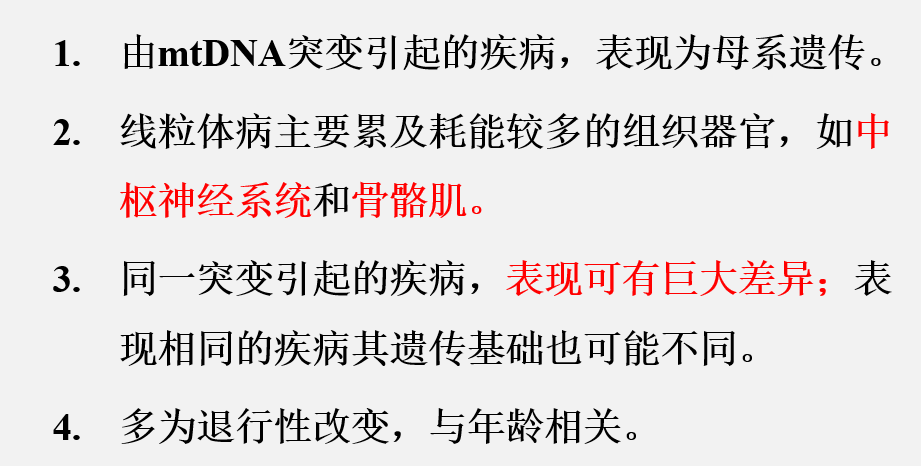 1. 由mtDNA突变引起的疾病，表现为母系遗传。
2. 线粒体病主要累及耗能较多的组织器官，如中
枢神经系统和骨骼肌。
3. 同一突变引起的疾病，表现可有巨大差异；表
现相同的疾病其遗传基础也可能不同。
4. 多为退行性改变，与年龄相关。